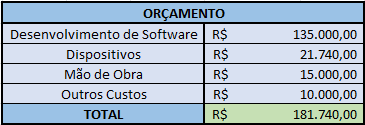 ORÇAMENTO
Desenvolvimento de Software R$ 135.000,00
Dispositivos R$ 21.740,00
Mão de Obra R$ 15.000,00
Outros Custos R$ 10.000,00
TOTAL R$ 181.740,00